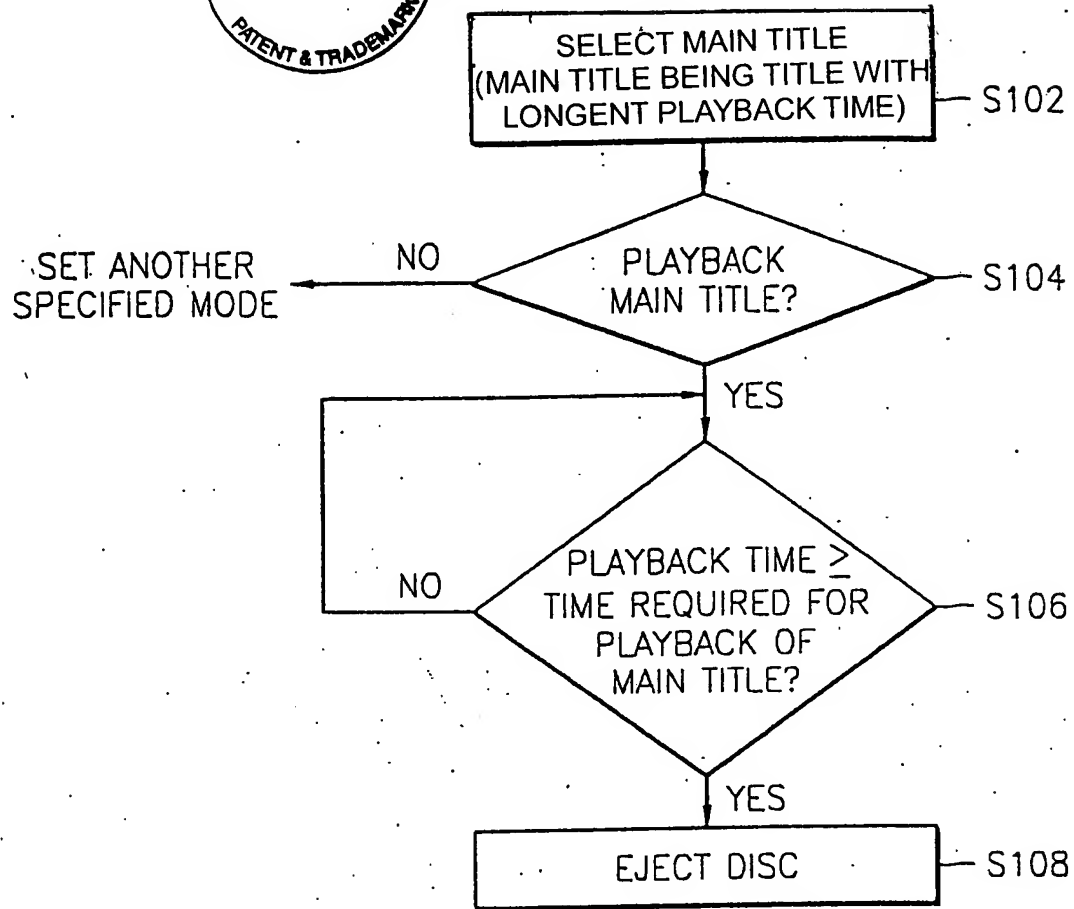 PATENT & TRADEMARK
SELECT MAIN TITLE
(MAIN TITLE BEING TITLE WITH
LONGENT PLAYBACK TIME)
S102
PLAYBACK
MAIN TITLE?
S104
NO
SET ANOTHER
SPECIFIED MODE
YES
PLAYBACK TIME ≥
TIME REQUIRED FOR
PLAYBACK OF
MAIN TITLE?
S106
NO
YES
EJECT DISC
S108